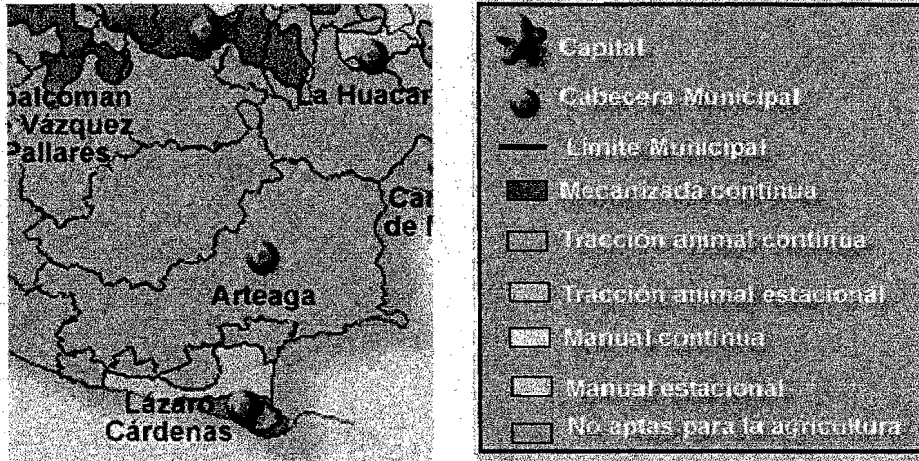 palcoman
Vázquez
Pallares
La Huacar
Car
de l
Arteaga
Lázaro
Cárdenas
Capital
Cabecera Municipal
Límite Municipal
Mecanizada continua
Tracción animal continua
Tracción animal estacional
Manual continua
Manual estacional
No aptas para la agricultura